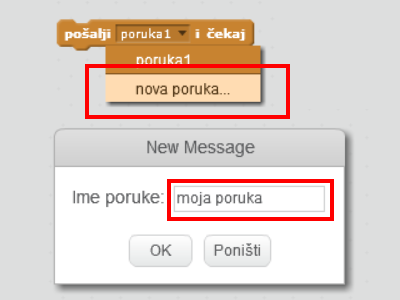 pošalji poruka1 i čekaj
poruka1
nova poruka...
New Message
Ime poruke: moja poruka
OK Poništi